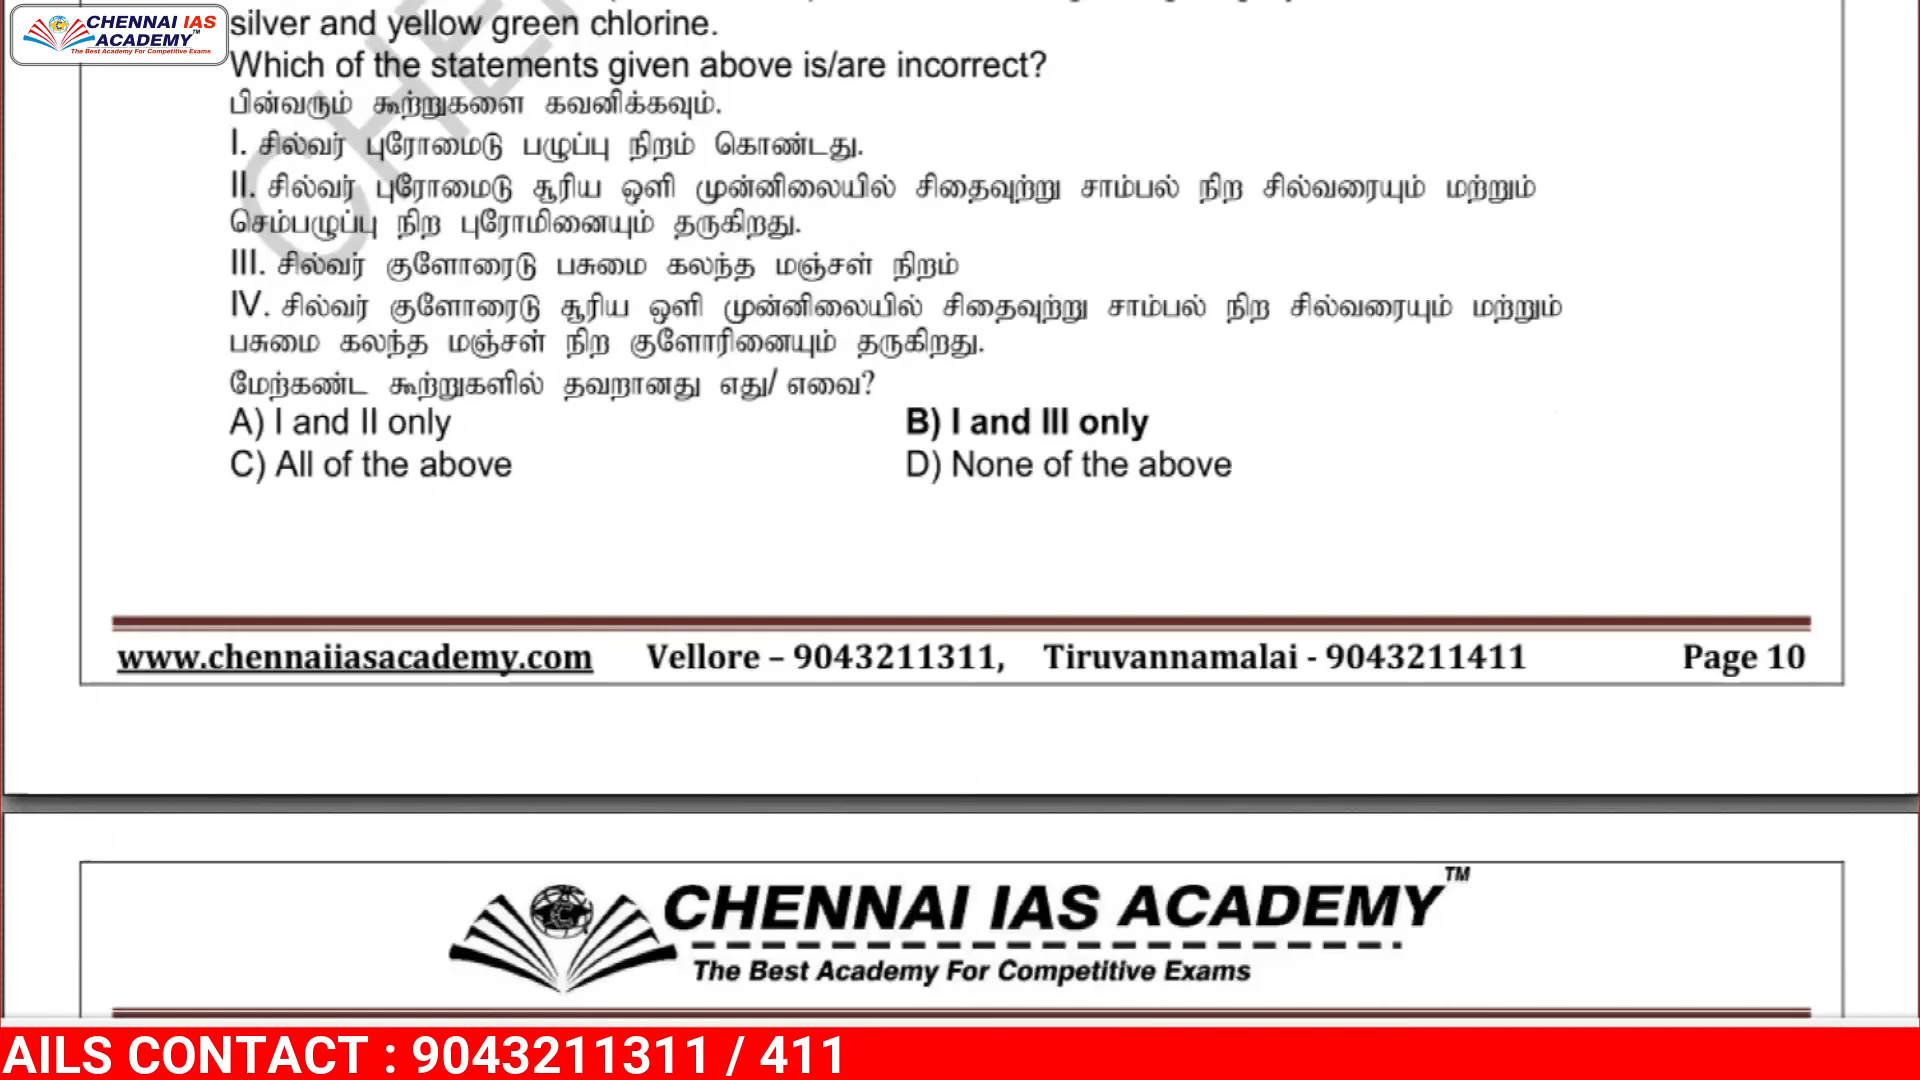 CHENNAI IAS
ACADEMY™
The Best Academy For Competitive Exams
silver and yellow green chlorine.
Which of the statements given above is/are incorrect?
பின்வரும் கூற்றுகளை கவனிக்கவும்.
I. சில்வர் புரோமைடு பழுப்பு நிறம் கொண்டது.
II. சில்வர் புரோமைடு சூரிய ஒளி முன்னிலையில் சிதைவுற்று சாம்பல் நிற சில்வரையும் மற்றும்
செம்பழுப்பு நிற புரோமினையும் தருகிறது.
III. சில்வர் குளோரைடு பசுமை கலந்த மஞ்சள் நிறம்
IV. சில்வர் குளோரைடு சூரிய ஒளி முன்னிலையில் சிதைவுற்று சாம்பல் நிற சில்வரையும் மற்றும்
பசுமை கலந்த மஞ்சள் நிற குளோரினையும் தருகிறது.
மேற்கண்ட கூற்றுகளில் தவறானது எது/ எவை?
A) I and II only B) I and III only
C) All of the above D) None of the above
www.chennaiiasacademy.com Vellore – 9043211311, Tiruvannamalai - 9043211411 Page 10
CHENNAI IAS ACADEMY™
The Best Academy For Competitive Exams
AILS CONTACT : 9043211311 / 411